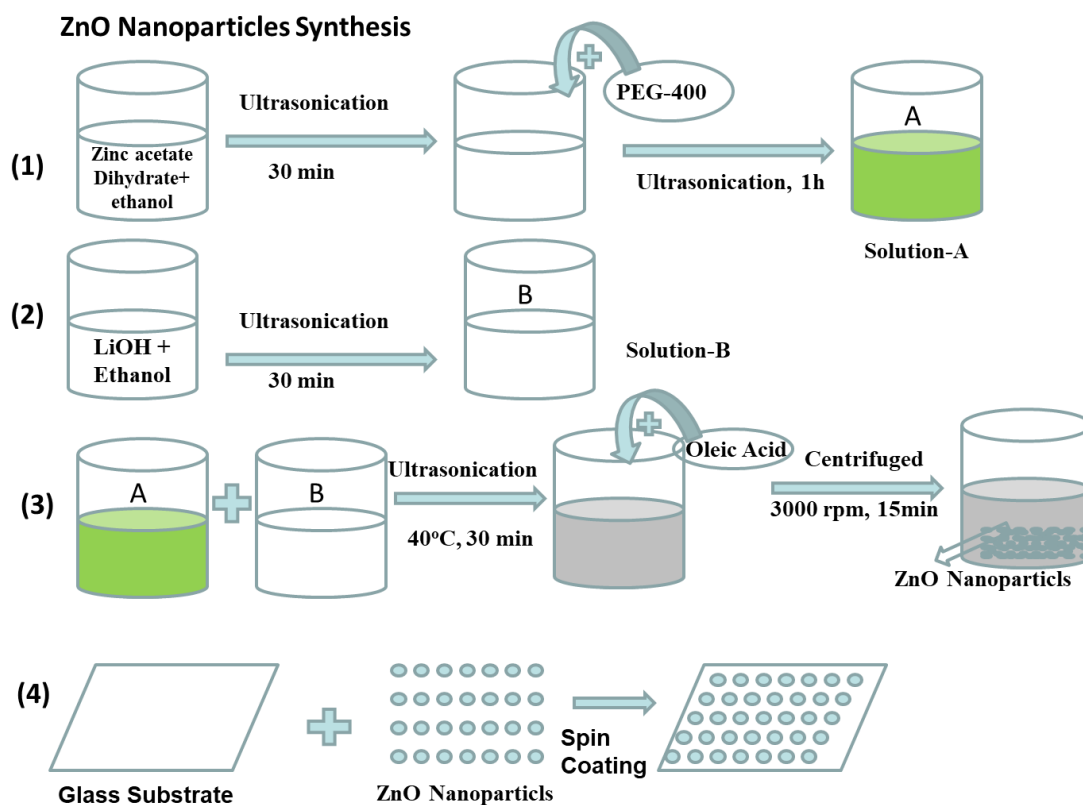 ZnO Nanoparticles Synthesis
(1)
Zinc acetate
Dihydrate+
ethanol
Ultrasonication
30 min
+
PEG-400
Ultrasonication, 1h
A
Solution-A
(2)
LiOH +
Ethanol
Ultrasonication
30 min
B
Solution-B
(3)
A
+
B
Ultrasonication
40°C, 30 min
+
Oleic Acid
Centrifuged
3000 rpm, 15min
ZnO Nanoparticls
(4)
Glass Substrate
+
ZnO Nanoparticls
Spin
Coating